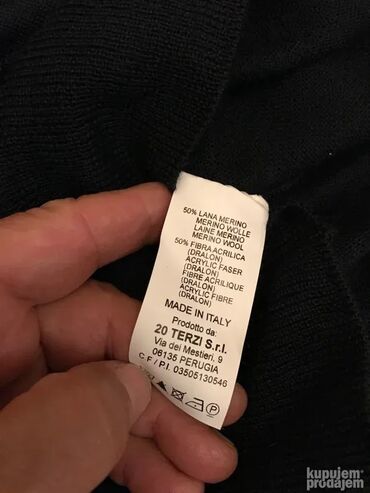 50% LANA MERINO
MERINO WOLLE
LAINE MERINO
MERINO WOOL
50% FIBRA ACRILICA
(DRALON)
ACRYLIC FASER
(DRALON)
FIBRE ACRILIQUE
(DRALON)
ACRYLIC FIBRE
(DRALON)
MADE IN ITALY
Prodotto da:
20 TERZI S.r.l.
Via dei Mestieri, 9
06135 PERUGIA
C.F./P.I. 03505130546
P
kupujem
prodajem